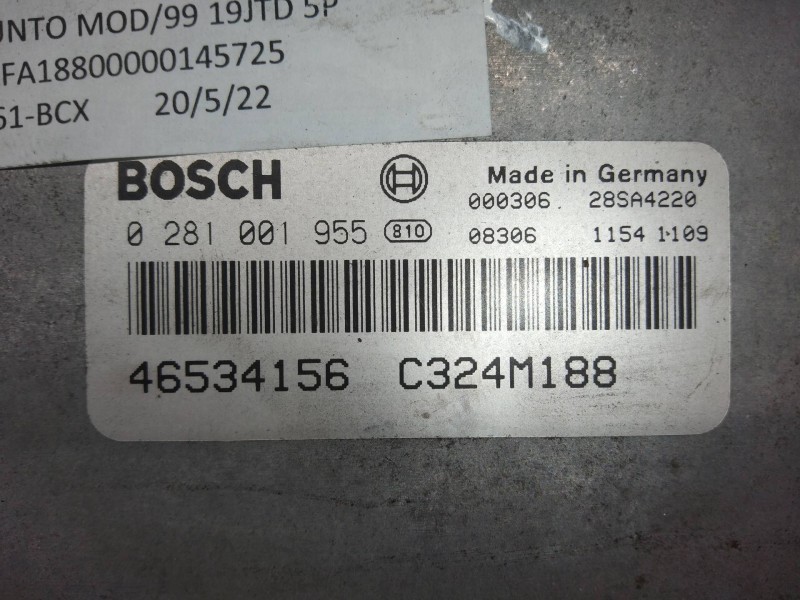 UNTO MOD/99 19JTD 5P
FA18800000145725
61-BCX 20/5/22
BOSCH Made in Germany
000306 28SA4220
0 281 001 955 810 08306 1154 1109
46534156 C324M188